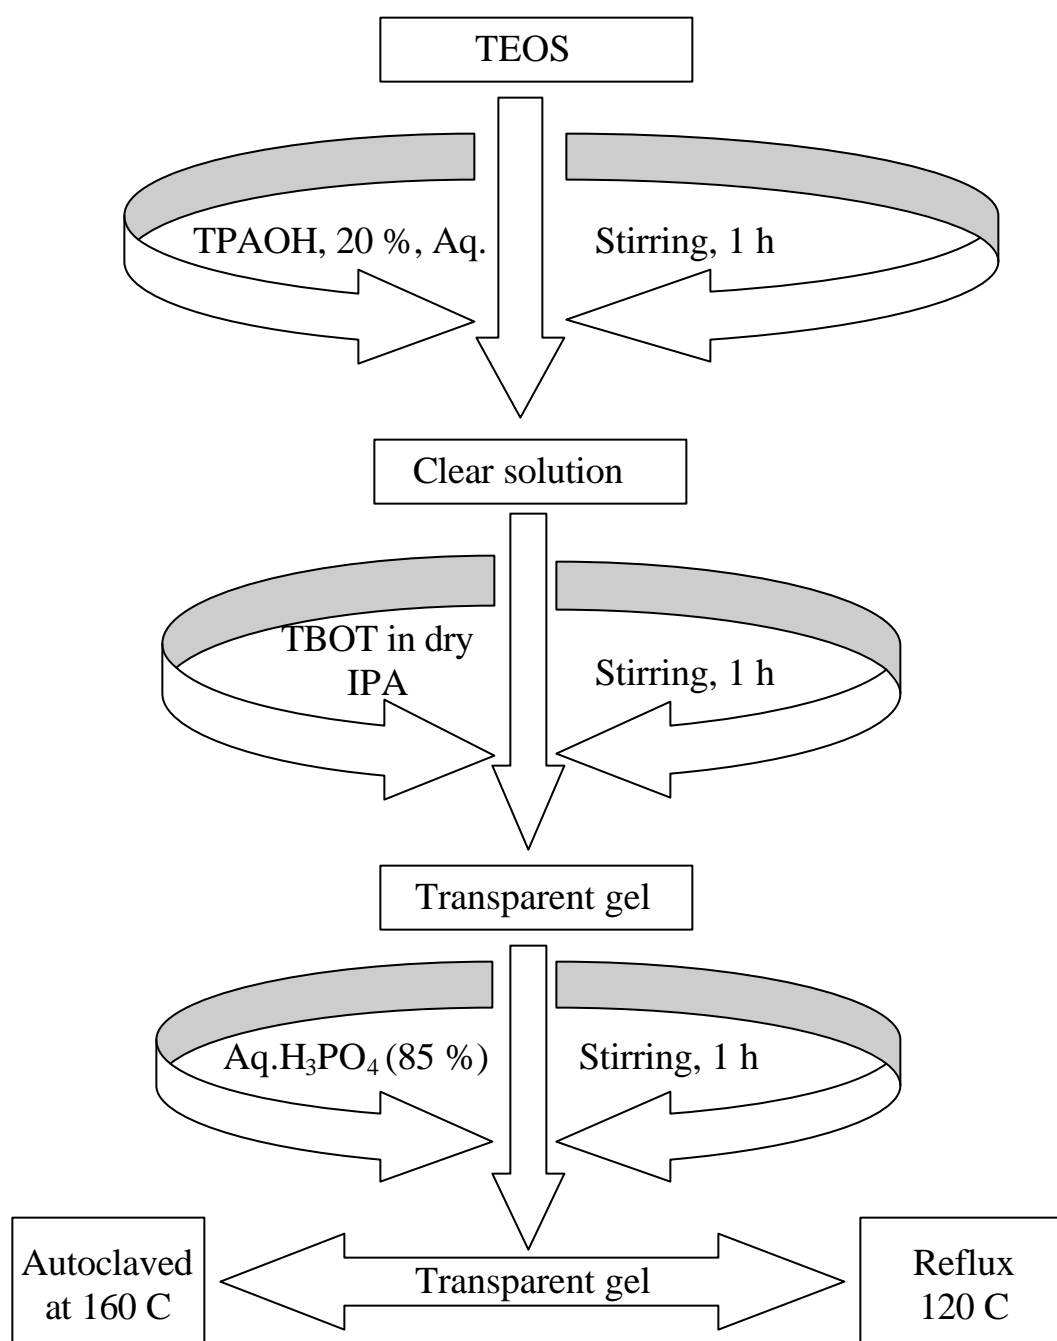 TEOS
TPAOH, 20 %, Aq.
Stirring, 1 h
Clear solution
TBOT in dry
IPA
Stirring, 1 h
Transparent gel
Aq.H₃PO₄ (85 %)
Stirring, 1 h
Autoclaved
at 160 C
Transparent gel
Reflux
120 C